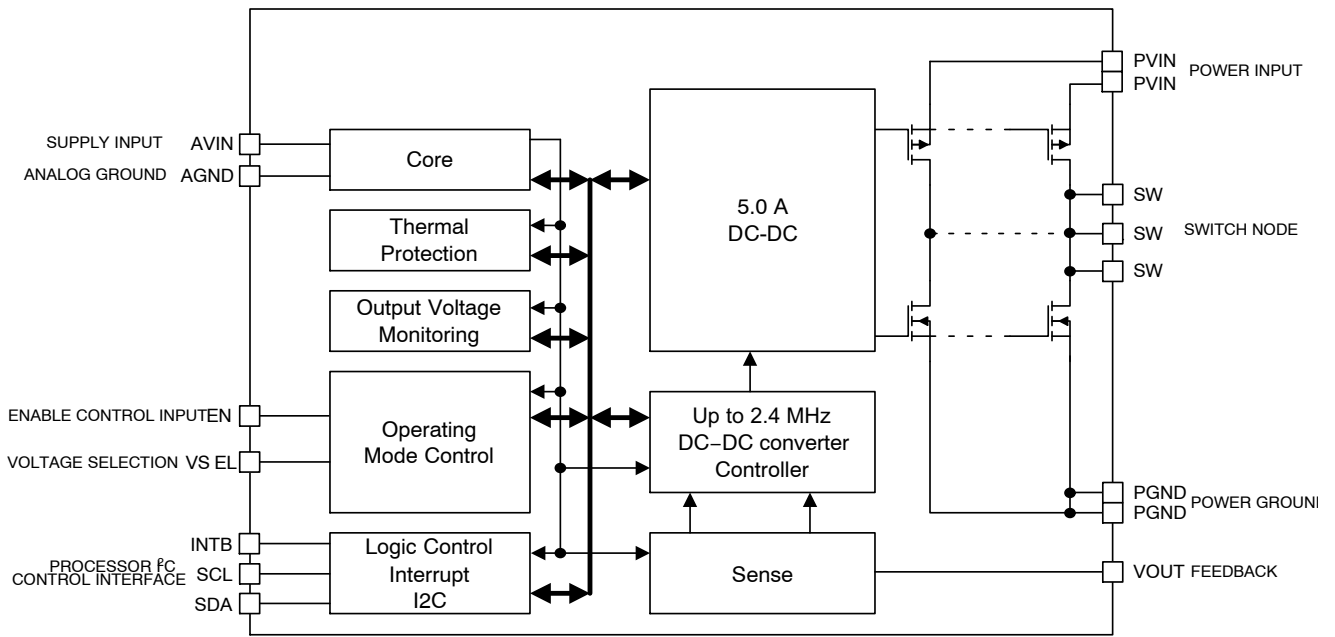 SUPPLY INPUT AVIN
ANALOG GROUND AGND
Core
Thermal
Protection
Output Voltage
Monitoring
ENABLE CONTROL INPUTEN
VOLTAGE SELECTION VS EL
Operating
Mode Control
INTB
PROCESSOR I²C
CONTROL INTERFACE
SCL
SDA
Logic Control
Interrupt
I2C
5.0 A
DC-DC
Up to 2.4 MHz
DC−DC converter
Controller
Sense
PVIN
PVIN
POWER INPUT
SW
SW
SW
SWITCH NODE
PGND
PGND
POWER GROUND
VOUT FEEDBACK